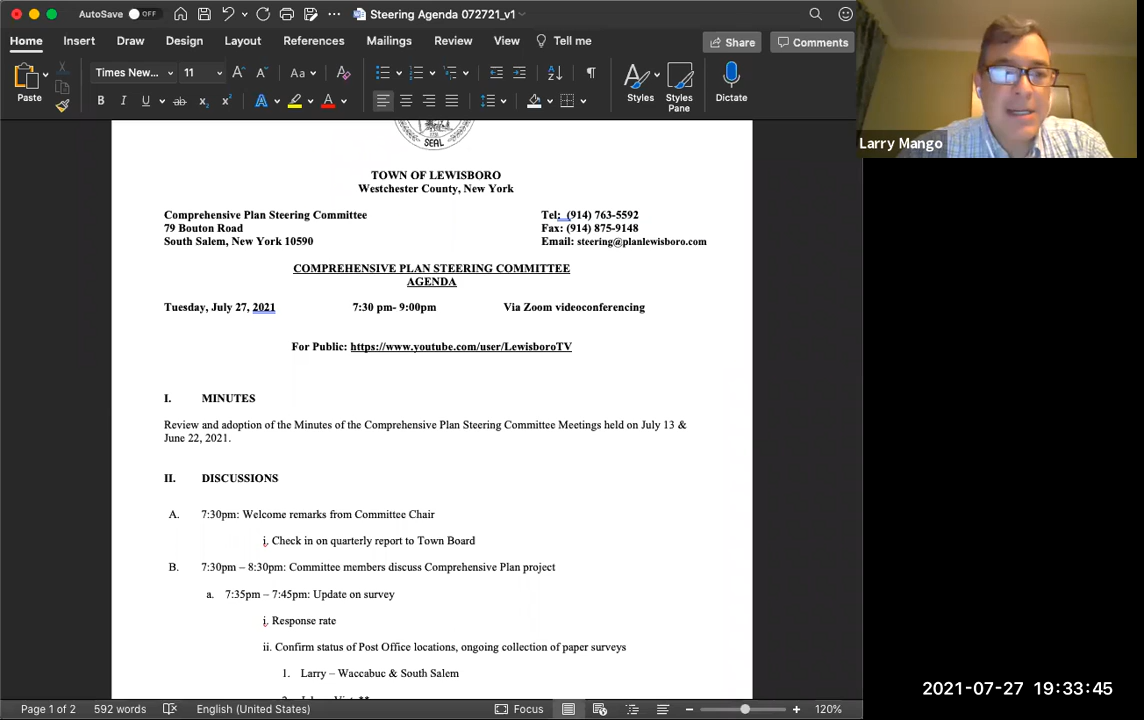 AutoSave OFF Steering Agenda 072721_v1
Home Insert Draw Design Layout References Mailings Review View Tell me Share Comments
Times New... 11
Paste Styles Styles Pane Dictate
Larry Mango
SEAL
TOWN OF LEWISBORO
Westchester County, New York
Comprehensive Plan Steering Committee Tel: (914) 763-5592
79 Bouton Road Fax: (914) 875-9148
South Salem, New York 10590 Email: steering@planlewisboro.com
COMPREHENSIVE PLAN STEERING COMMITTEE
AGENDA
Tuesday, July 27, 2021 7:30 pm- 9:00pm Via Zoom videoconferencing
For Public: https://www.youtube.com/user/LewisboroTV
I. MINUTES
Review and adoption of the Minutes of the Comprehensive Plan Steering Committee Meetings held on July 13 &
June 22, 2021.
II. DISCUSSIONS
A. 7:30pm: Welcome remarks from Committee Chair
i. Check in on quarterly report to Town Board
B. 7:30pm – 8:30pm: Committee members discuss Comprehensive Plan project
a. 7:35pm – 7:45pm: Update on survey
i. Response rate
ii. Confirm status of Post Office locations, ongoing collection of paper surveys
1. Larry – Waccabuc & South Salem
2021-07-27 19:33:45
Page 1 of 2 592 words English (United States) Focus 120%